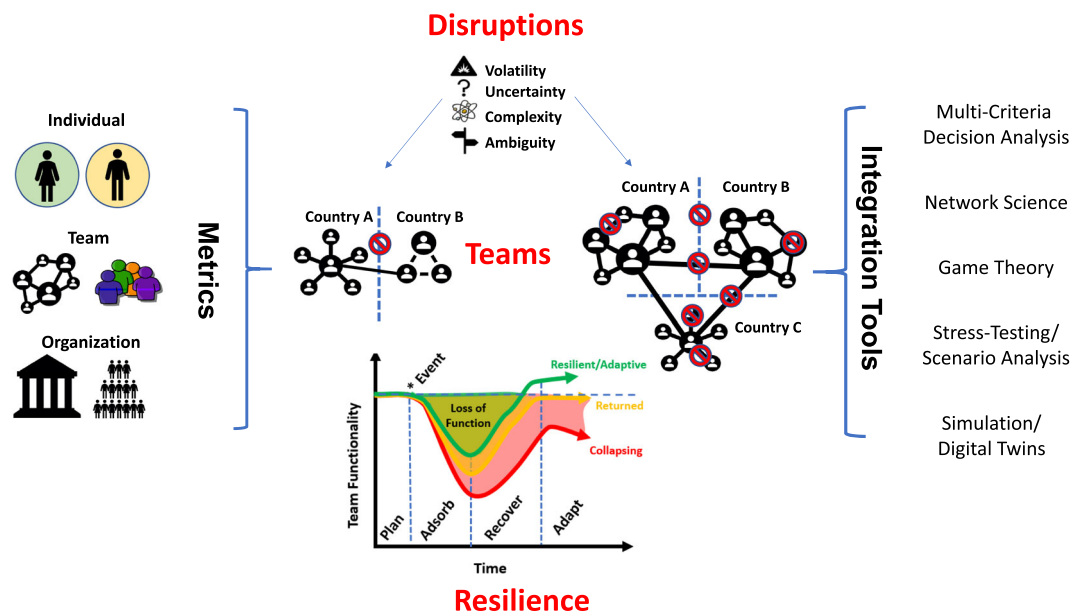 Disruptions
Volatility
?
Uncertainty
Complexity
Ambiguity
Individual
Team
Organization
Metrics
Country A
Country B
Teams
Country A
Country B
Country C
Integration Tools
Multi-Criteria
Decision Analysis
Network Science
Game Theory
Stress-Testing/
Scenario Analysis
Simulation/
Digital Twins
* Event
Resilient/Adaptive
Loss of
Function
Returned
Collapsing
Team Functionality
Plan
Adsorb
Recover
Adapt
Time
Resilience